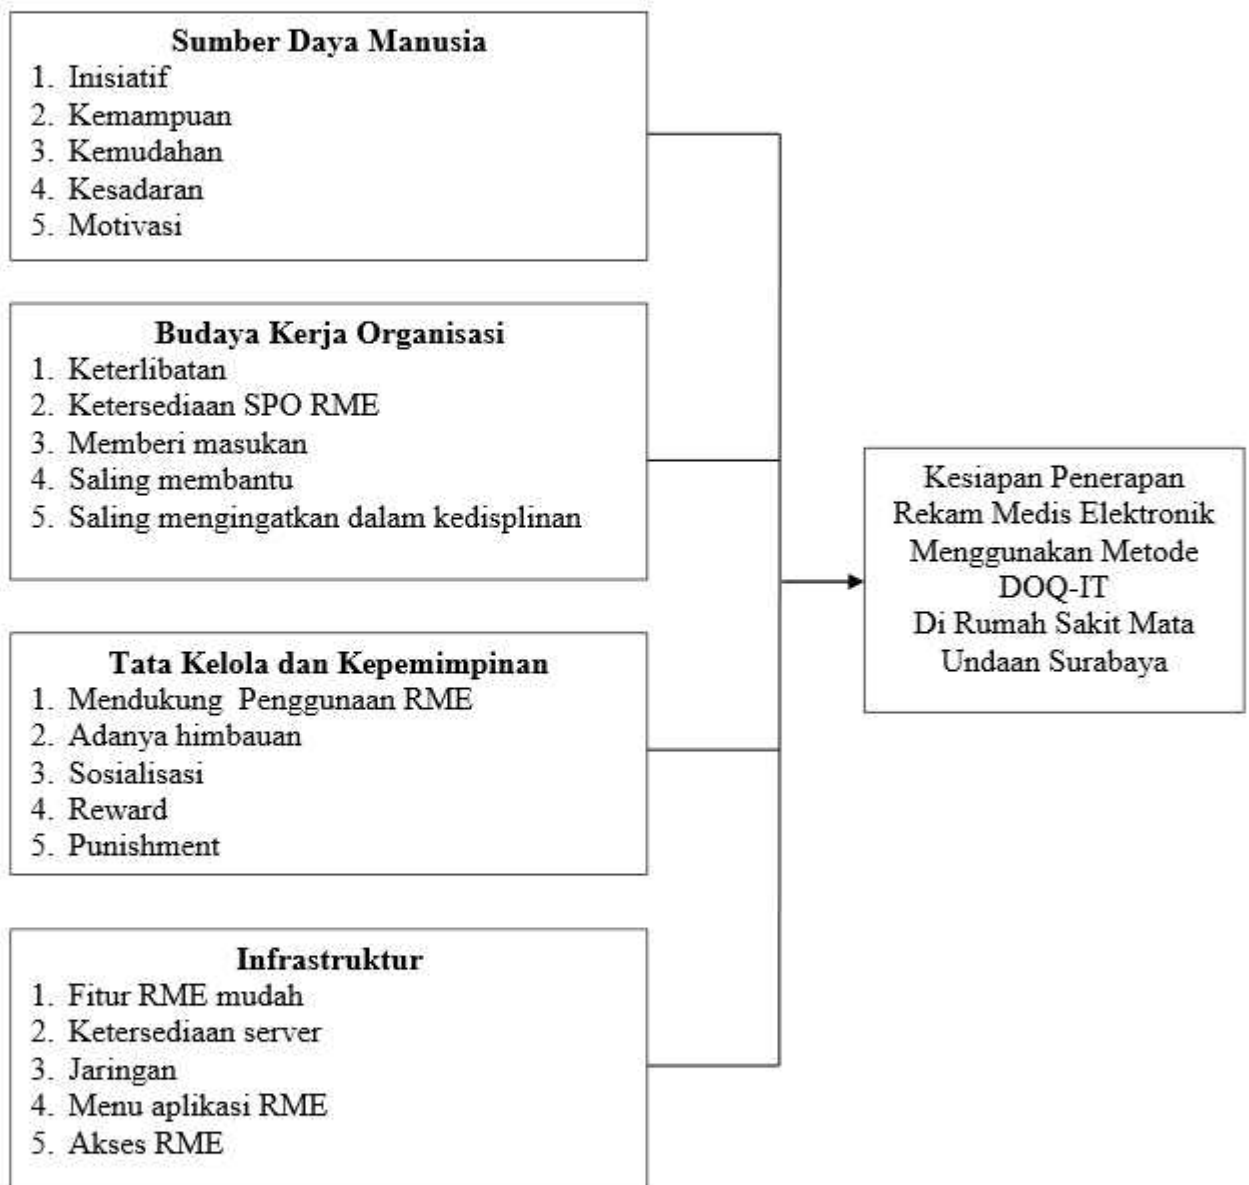 Sumber Daya Manusia
1. Inisiatif
2. Kemampuan
3. Kemudahan
4. Kesadaran
5. Motivasi
Budaya Kerja Organisasi
1. Keterlibatan
2. Ketersediaan SPO RME
3. Memberi masukan
4. Saling membantu
5. Saling mengingatkan dalam kedisplinan
Tata Kelola dan Kepemimpinan
1. Mendukung Penggunaan RME
2. Adanya himbauan
3. Sosialisasi
4. Reward
5. Punishment
Infrastruktur
1. Fitur RME mudah
2. Ketersediaan server
3. Jaringan
4. Menu aplikasi RME
5. Akses RME
Kesiapan Penerapan
Rekam Medis Elektronik
Menggunakan Metode
DOQ-IT
Di Rumah Sakit Mata
Undaan Surabaya